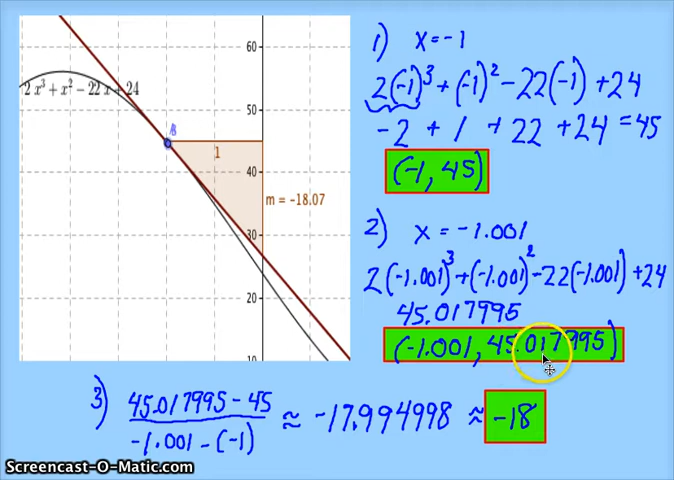 60
50
40
30
20
10
2 x³ + x² − 22 x + 24
B
1
m = −18.07
1) x = -1
2(-1)³ + (-1)² - 22(-1) + 24
-2 + 1 + 22 + 24 = 45
(-1, 45)
2) x = -1.001
2(-1.001)³ + (-1.001)² - 22(-1.001) + 24
45.017995
(-1.001, 45.017995)
3) 45.017995 - 45
-1.001 - (-1)
≈ -17.994998 ≈ -18
Screencast-O-Matic.com